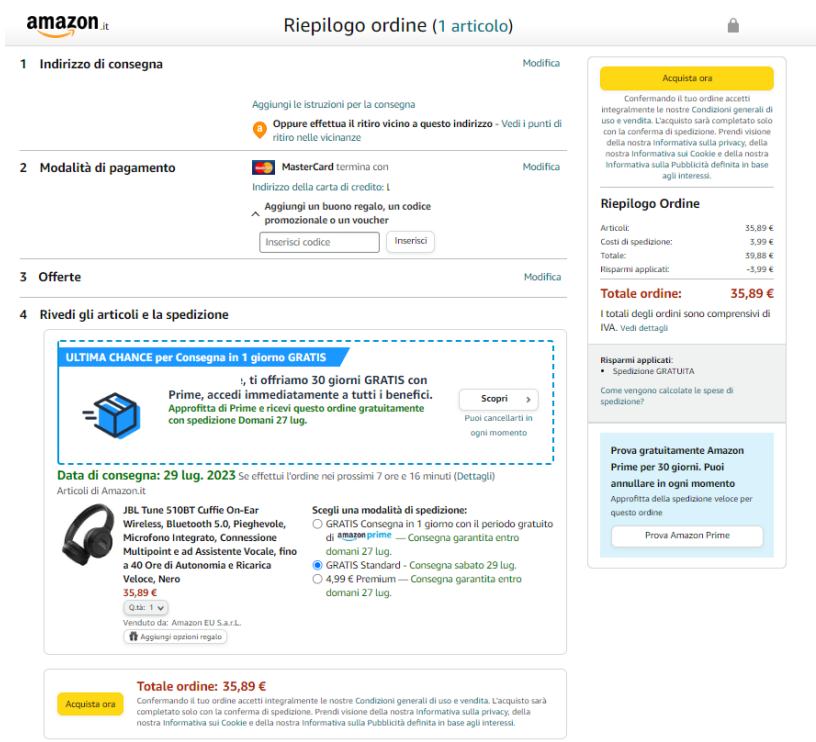 amazon.it
Riepilogo ordine (1 articolo)
1 Indirizzo di consegna
Modifica
Aggiungi le istruzioni per la consegna
Oppure effettua il ritiro vicino a questo indirizzo - Vedi i punti di
ritiro nelle vicinanze
2 Modalità di pagamento
MasterCard termina con
Modifica
Indirizzo della carta di credito:
Aggiungi un buono regalo, un codice
promozionale o un voucher
Inserisci codice
Inserisci
3 Offerte
Modifica
4 Rivedi gli articoli e la spedizione
ULTIMA CHANCE per Consegna in 1 giorno GRATIS
, ti offriamo 30 giorni GRATIS con
Prime, accedi immediatamente a tutti i benefici.
Approfitta di Prime e ricevi questo ordine gratuitamente
con spedizione Domani 27 lug.
Scopri
Puoi cancellarti in
ogni momento
Data di consegna: 29 lug. 2023 Se effettui l'ordine nei prossimi 7 ore e 16 minuti (Dettagli)
Articoli di Amazon.it
JBL Tune 510BT Cuffie On-Ear
Wireless, Bluetooth 5.0, Pieghevole,
Microfono Integrato, Connessione
Multipoint e ad Assistente Vocale, fino
a 40 Ore di Autonomia e Ricarica
Veloce, Nero
35,89 €
Q.tà: 1
Venduto da: Amazon EU S.a.r.L.
Aggiungi opzioni regalo
Scegli una modalità di spedizione:
GRATIS Consegna in 1 giorno con il periodo gratuito
di amazon prime — Consegna garantita entro
domani 27 lug.
GRATIS Standard - Consegna sabato 29 lug.
4,99 € Premium — Consegna garantita entro
domani 27 lug.
Acquista ora
Totale ordine: 35,89 €
Confermando il tuo ordine accetti integralmente le nostre Condizioni generali di uso e vendita. L'acquisto sarà
completato solo con la conferma di spedizione. Prendi visione della nostra Informativa sulla privacy, della
nostra Informativa sui Cookie e della nostra Informativa sulla Pubblicità definita in base agli interessi.
Acquista ora
Confermando il tuo ordine accetti
integralmente le nostre Condizioni generali di
uso e vendita. L'acquisto sarà completato solo
con la conferma di spedizione. Prendi visione
della nostra Informativa sulla privacy, della
nostra Informativa sui Cookie e della nostra
Informativa sulla Pubblicità definita in base
agli interessi.
Riepilogo Ordine
Articoli: 35,89 €
Costi di spedizione: 3,99 €
Totale: 39,88 €
Risparmi applicati: -3,99 €
Totale ordine: 35,89 €
I totali degli ordini sono comprensivi di
IVA. Vedi dettagli
Risparmi applicati:
• Spedizione GRATUITA
Come vengono calcolate le spese di
spedizione?
Prova gratuitamente Amazon
Prime per 30 giorni. Puoi
annullare in ogni momento
Approfitta della spedizione veloce per
questo ordine
Prova Amazon Prime